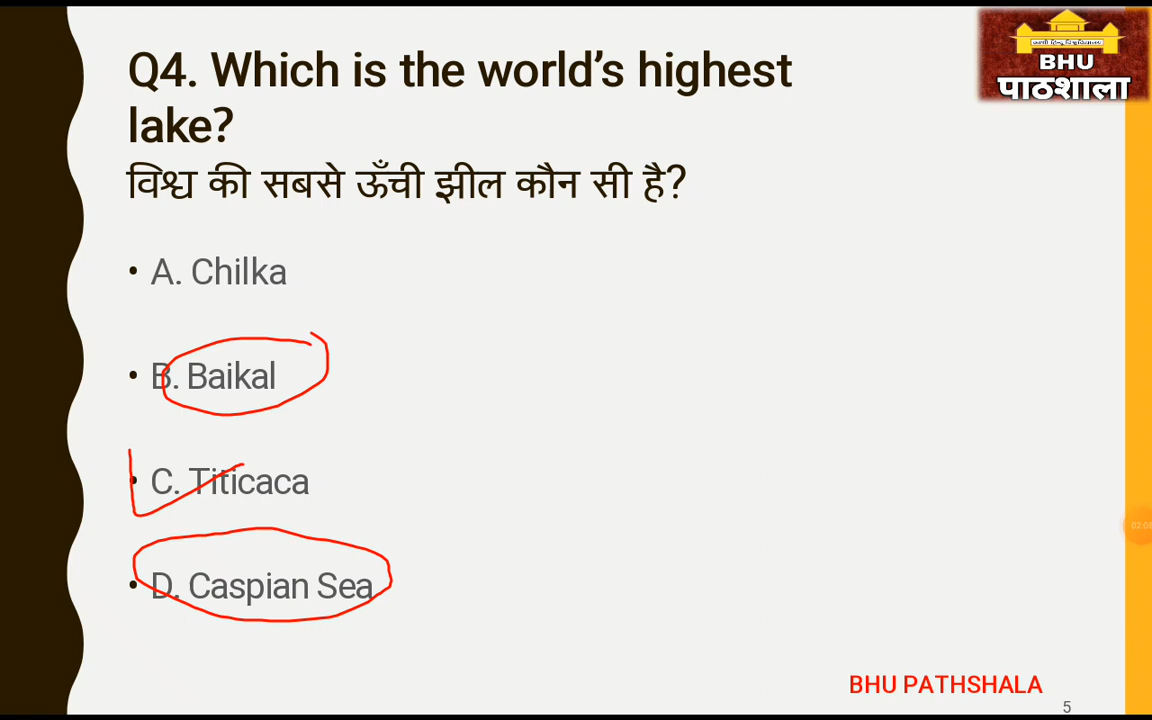 Q4. Which is the world's highest
lake?
विश्व की सबसे ऊँची झील कौन सी है?
• A. Chilka
• B. Baikal
• C. Titicaca
• D. Caspian Sea
BHU
पाठशाला
BHU PATHSHALA
5